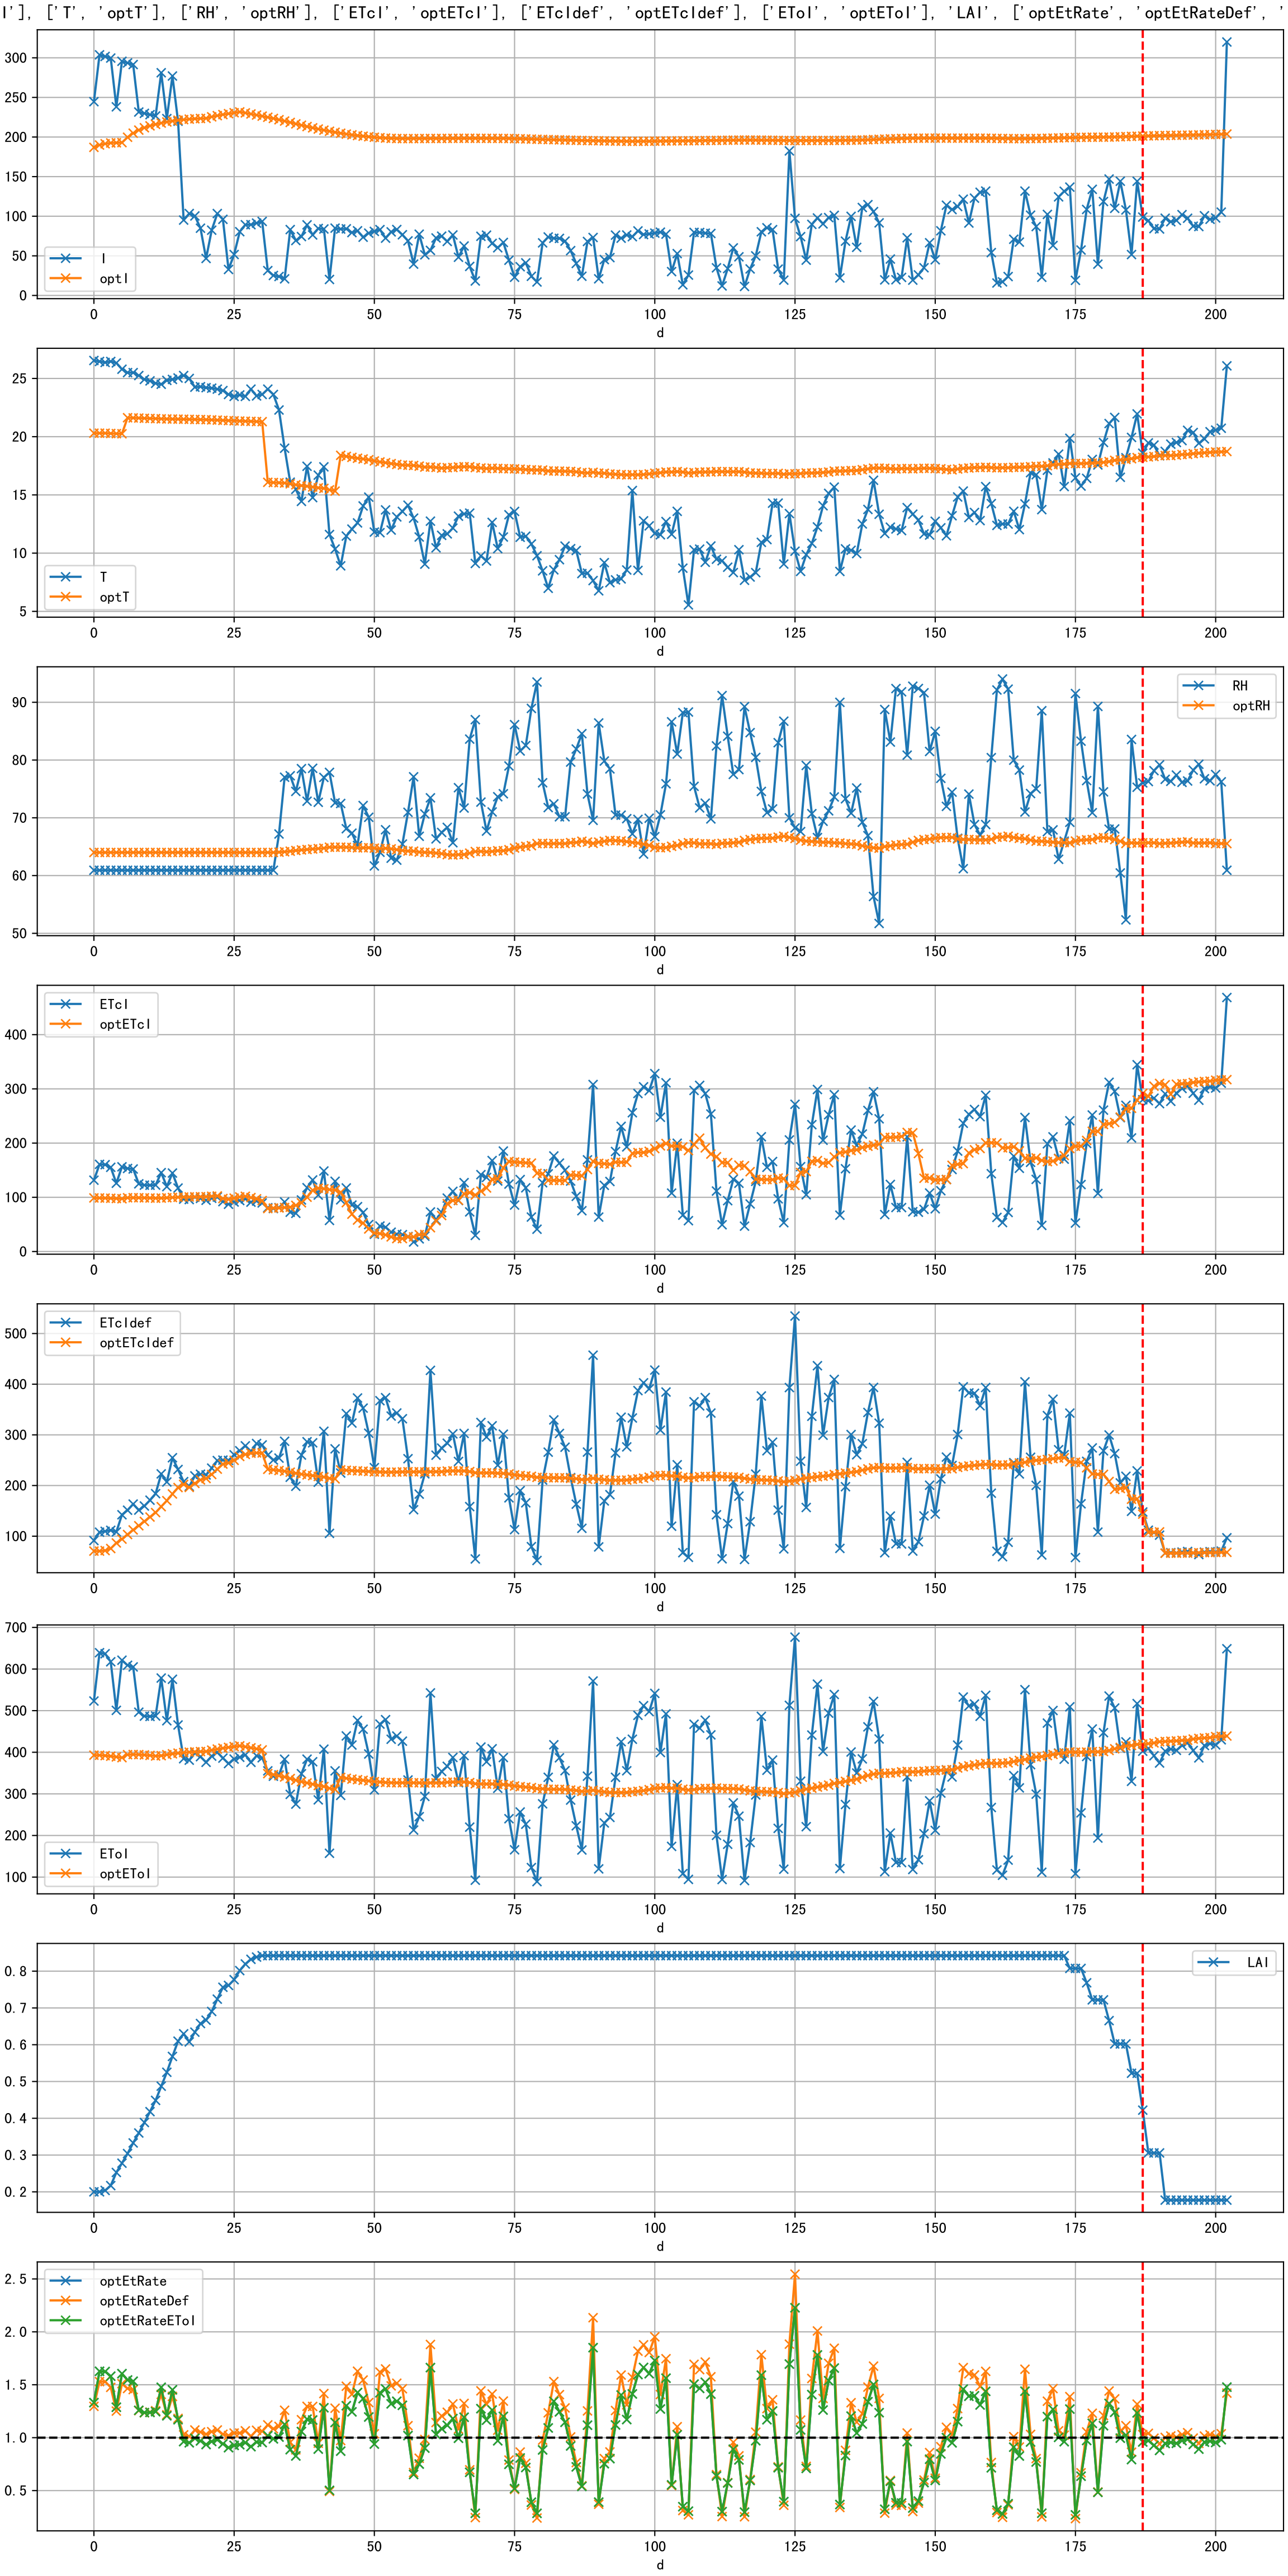 I'], ['T', 'optT'], ['RH', 'optRH'], ['ETcI', 'optETcI'], ['ETcIdef', 'optETcIdef'], ['EToI', 'optEToI'], 'LAI', ['optEtRate', 'optEtRateDef', '
300
250
200
150
100
50
0
I
optI
0 25 50 75 100 125 150 175 200
d
25
20
15
10
5
T
optT
0 25 50 75 100 125 150 175 200
d
90
80
70
60
50
RH
optRH
0 25 50 75 100 125 150 175 200
d
400
300
200
100
0
ETcI
optETcI
0 25 50 75 100 125 150 175 200
d
500
400
300
200
100
ETcIdef
optETcIdef
0 25 50 75 100 125 150 175 200
d
700
600
500
400
300
200
100
EToI
optEToI
0 25 50 75 100 125 150 175 200
d
0.8
0.7
0.6
0.5
0.4
0.3
0.2
LAI
0 25 50 75 100 125 150 175 200
d
2.5
2.0
1.5
1.0
0.5
optEtRate
optEtRateDef
optEtRateEToI
0 25 50 75 100 125 150 175 200
d